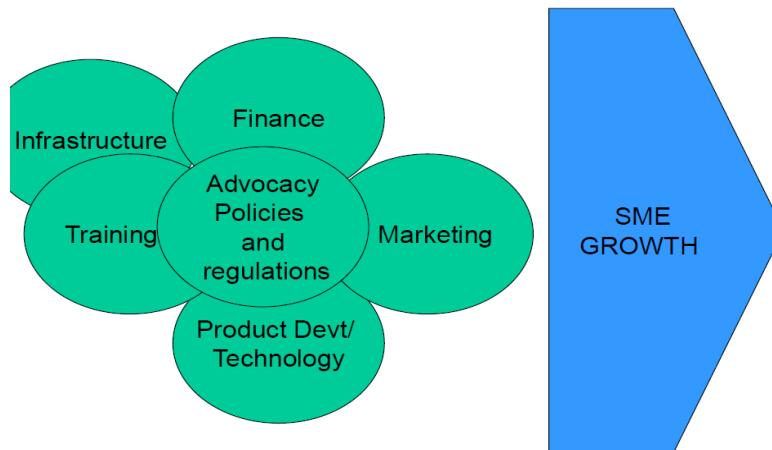 Finance
Infrastructure
Advocacy
Policies
and
regulations
Training
Marketing
Product Devt/
Technology
SME
GROWTH